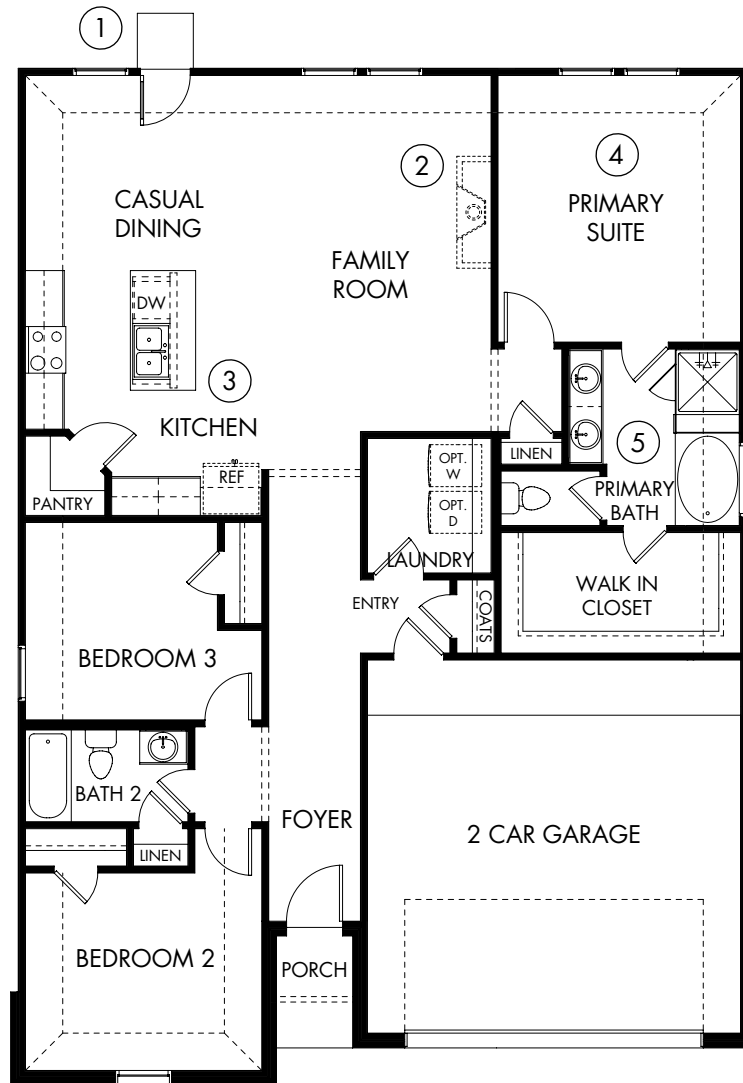 1
2
4
CASUAL
DINING
PRIMARY
SUITE
FAMILY
ROOM
DW
3
KITCHEN
5
LINEN
OPT.
W
REF
PRIMARY
BATH
PANTRY
OPT.
D
LAUNDRY
WALK IN
CLOSET
ENTRY
COATS
BEDROOM 3
BATH 2
FOYER
2 CAR GARAGE
LINEN
BEDROOM 2
PORCH